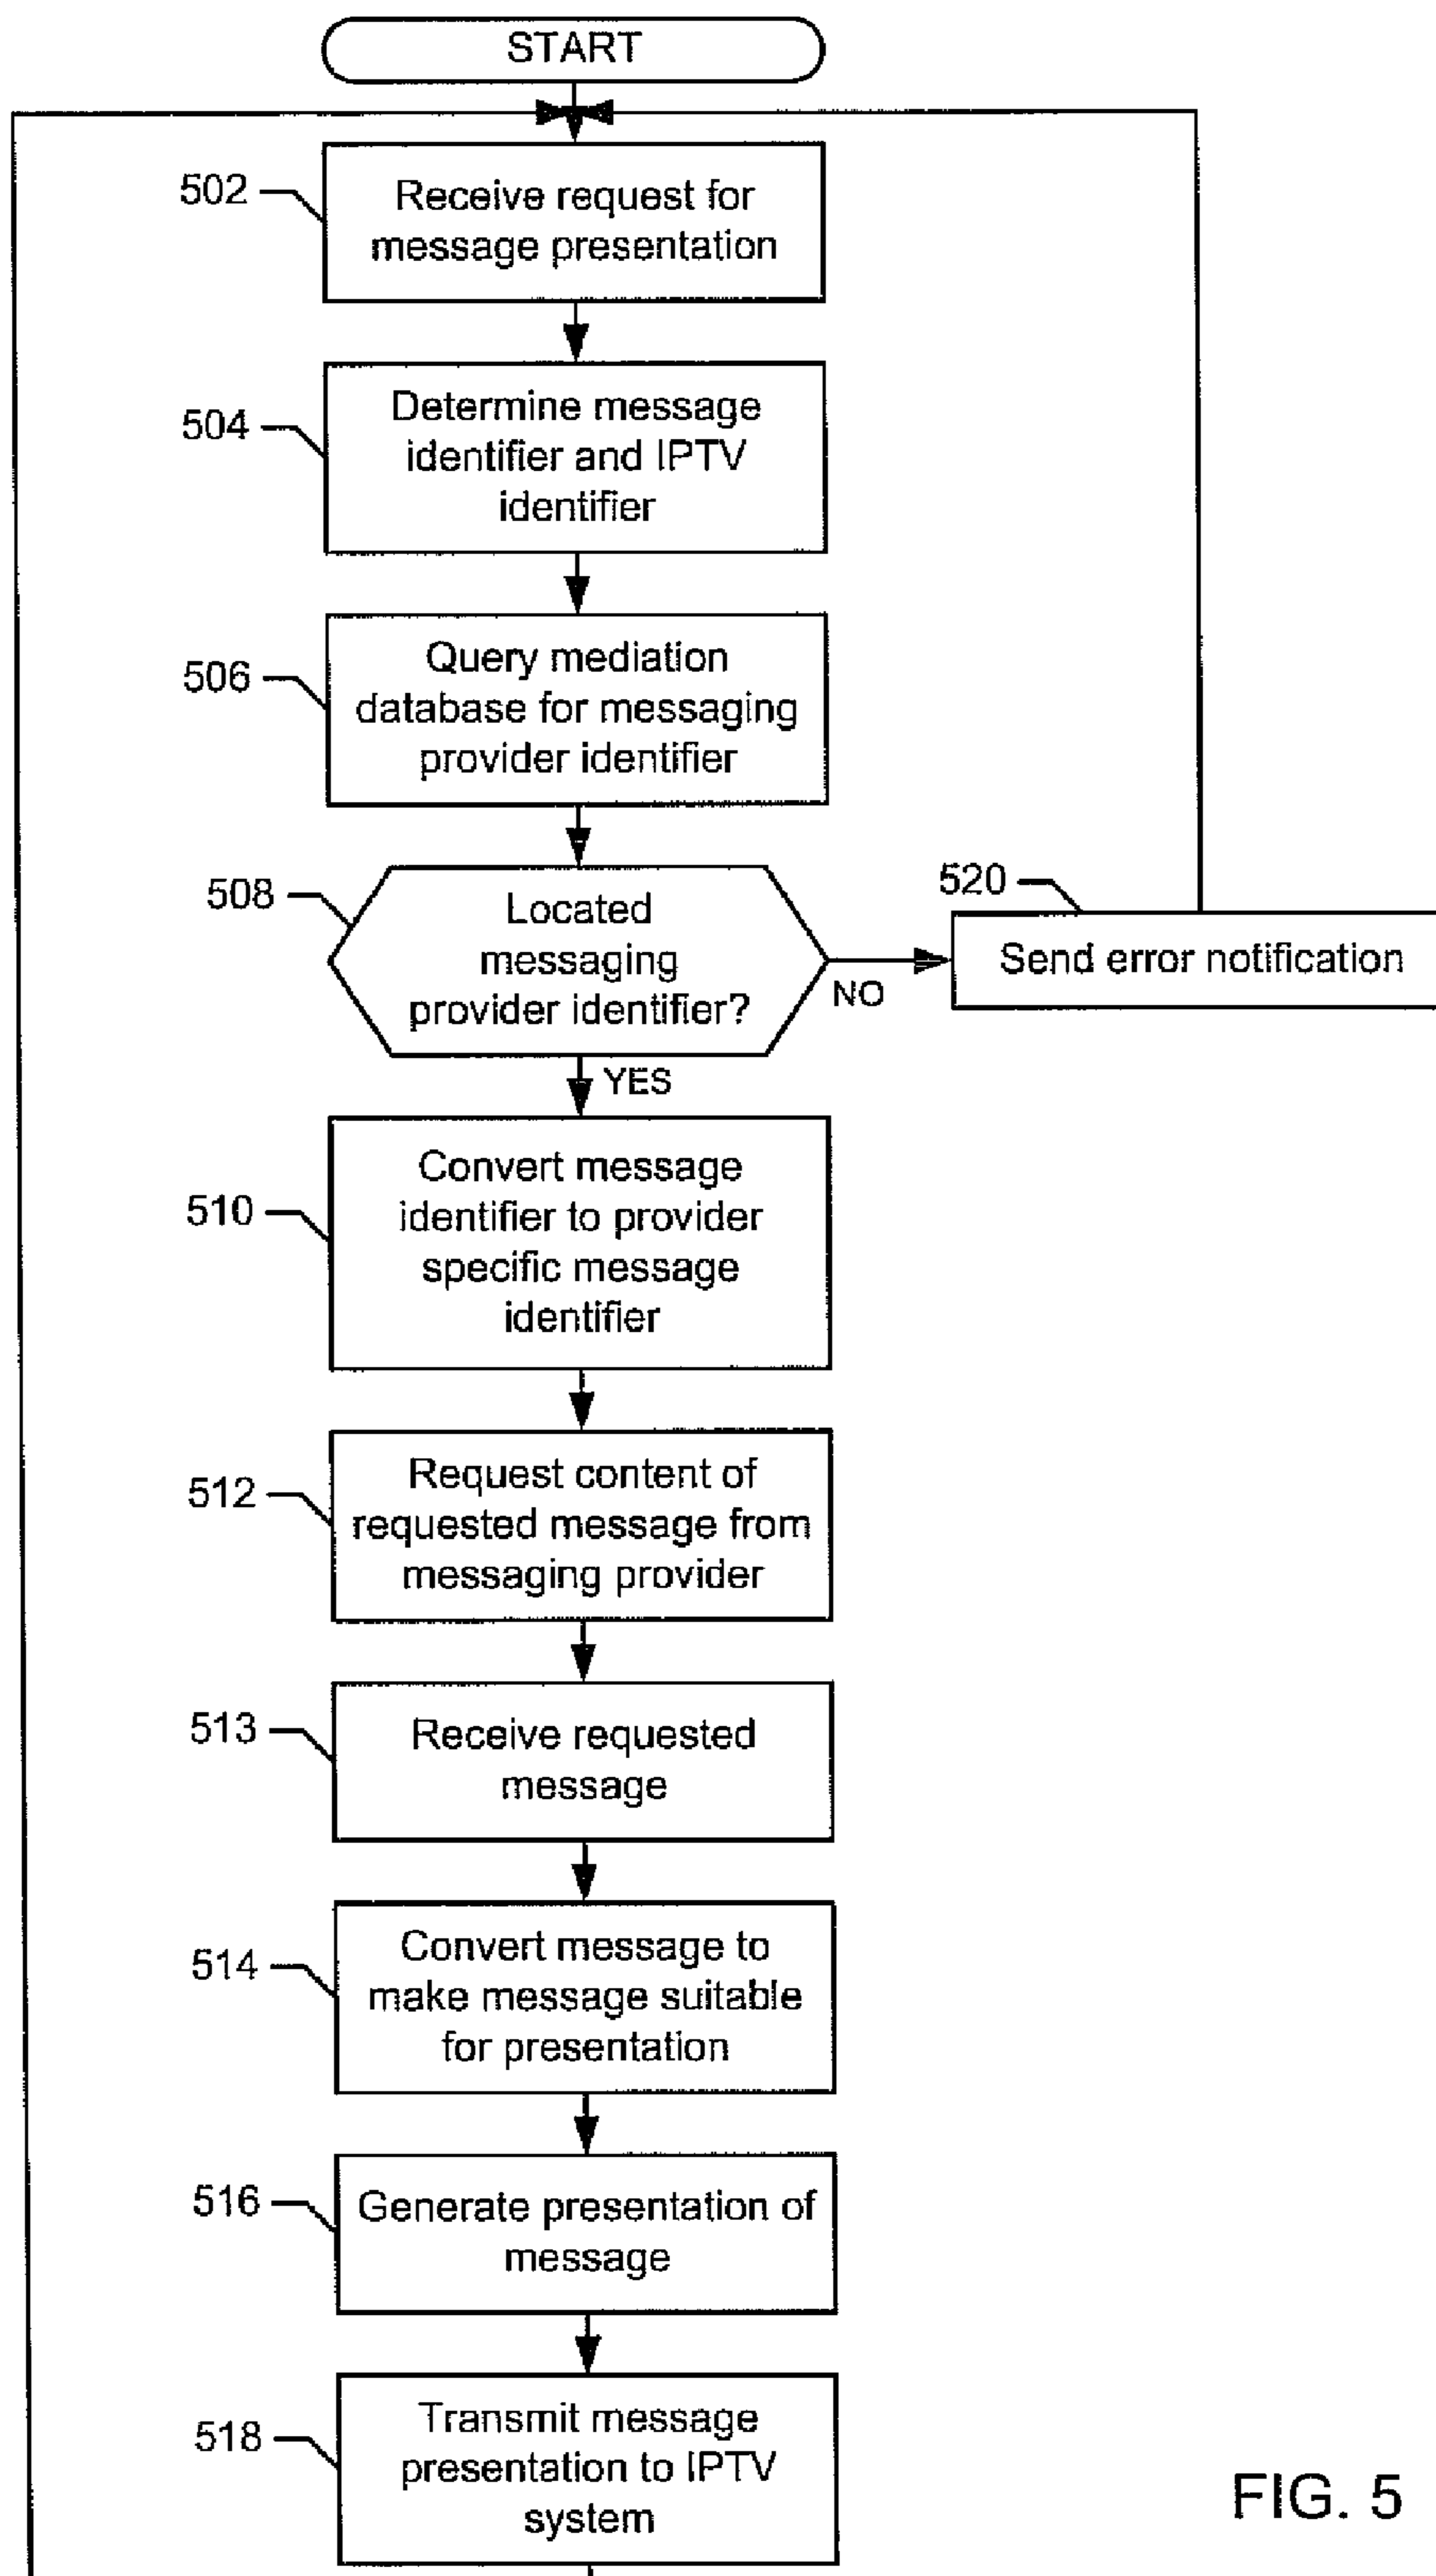 START
502
Receive request for
message presentation
504
Determine message
identifier and IPTV
identifier
506
Query mediation
database for messaging
provider identifier
508
Located
messaging
provider identifier?
NO
520
Send error notification
YES
510
Convert message
identifier to provider
specific message
identifier
512
Request content of
requested message from
messaging provider
513
Receive requested
message
514
Convert message to
make message suitable
for presentation
516
Generate presentation of
message
518
Transmit message
presentation to IPTV
system
FIG. 5